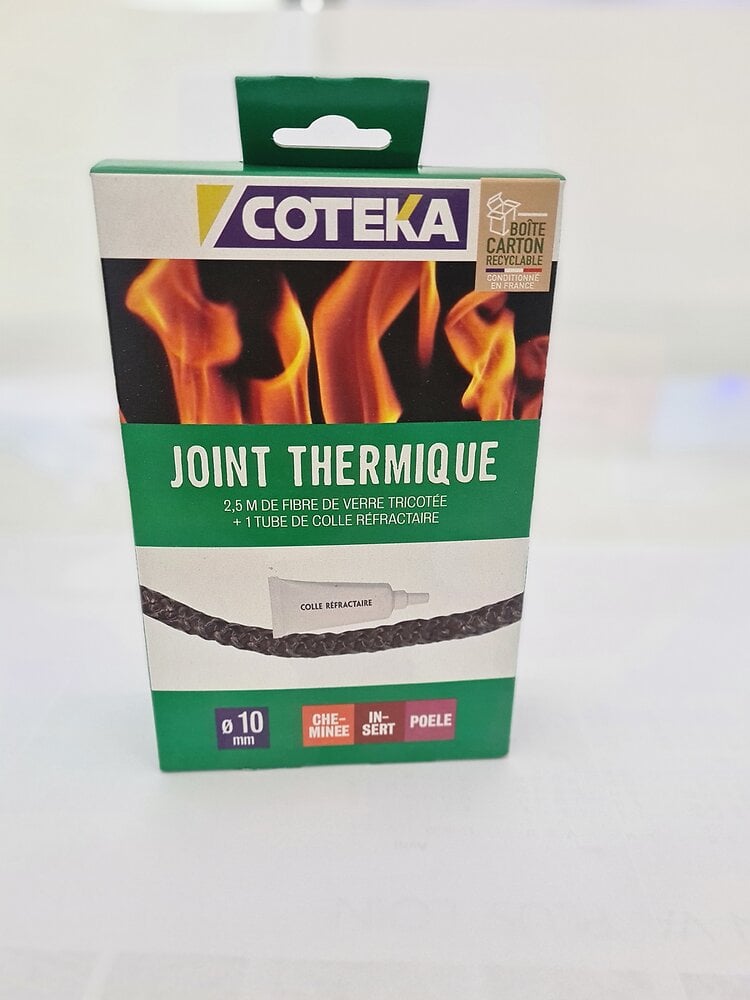 COTEKA
BOÎTE
CARTON
RECYCLABLE
CONDITIONNÉ
EN FRANCE
JOINT THERMIQUE
2,5 M DE FIBRE DE VERRE TRICOTÉE
+ 1 TUBE DE COLLE RÉFRACTAIRE
COLLE RÉFRACTAIRE
ø 10
mm
CHE-
MINÉE
IN-
SERT
POELE